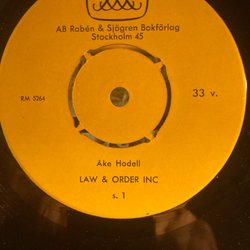 AB Rabén & Sjögren Bokförlag
Stockholm 45
RM 5264
33 v.
Åke Hodell
LAW & ORDER INC
s. 1